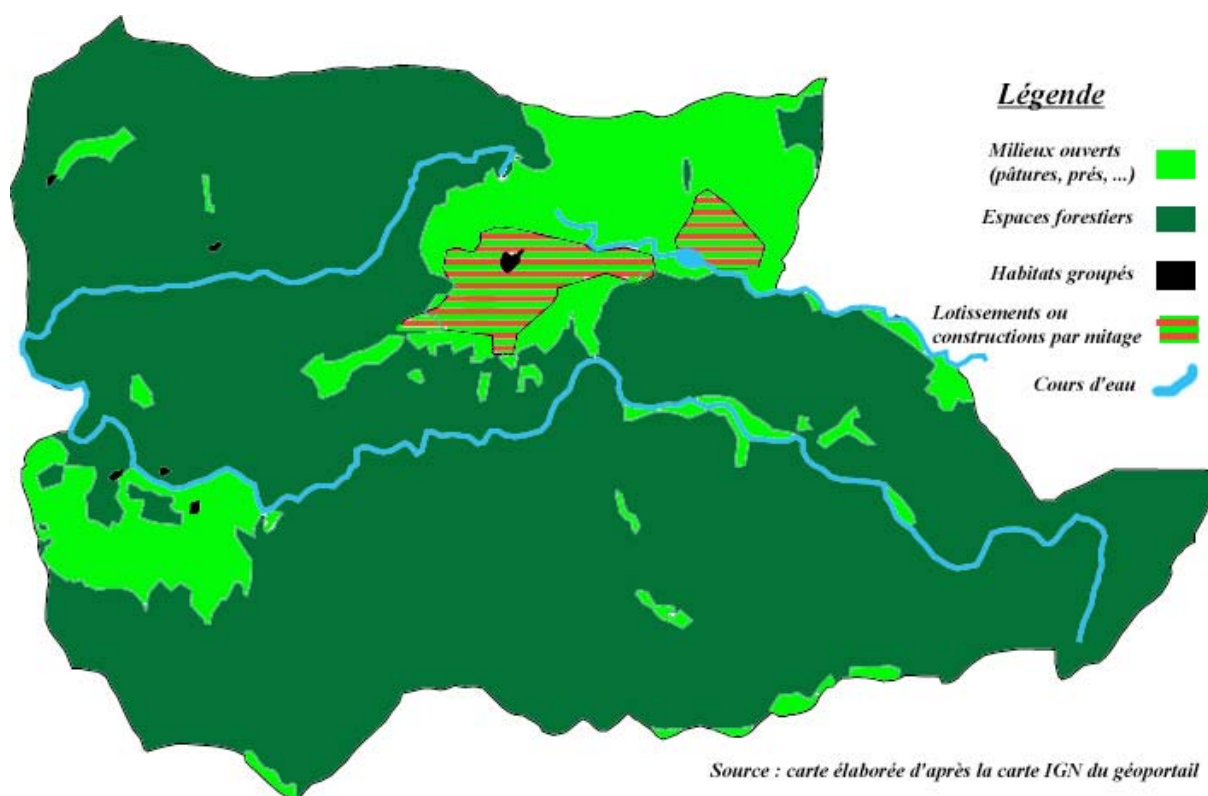 Légende
Milieux ouverts
(pâtures, prés, ...)
Espaces forestiers
Habitats groupés
Lotissements ou
constructions par mitage
Cours d'eau
Source : carte élaborée d'après la carte IGN du géoportail